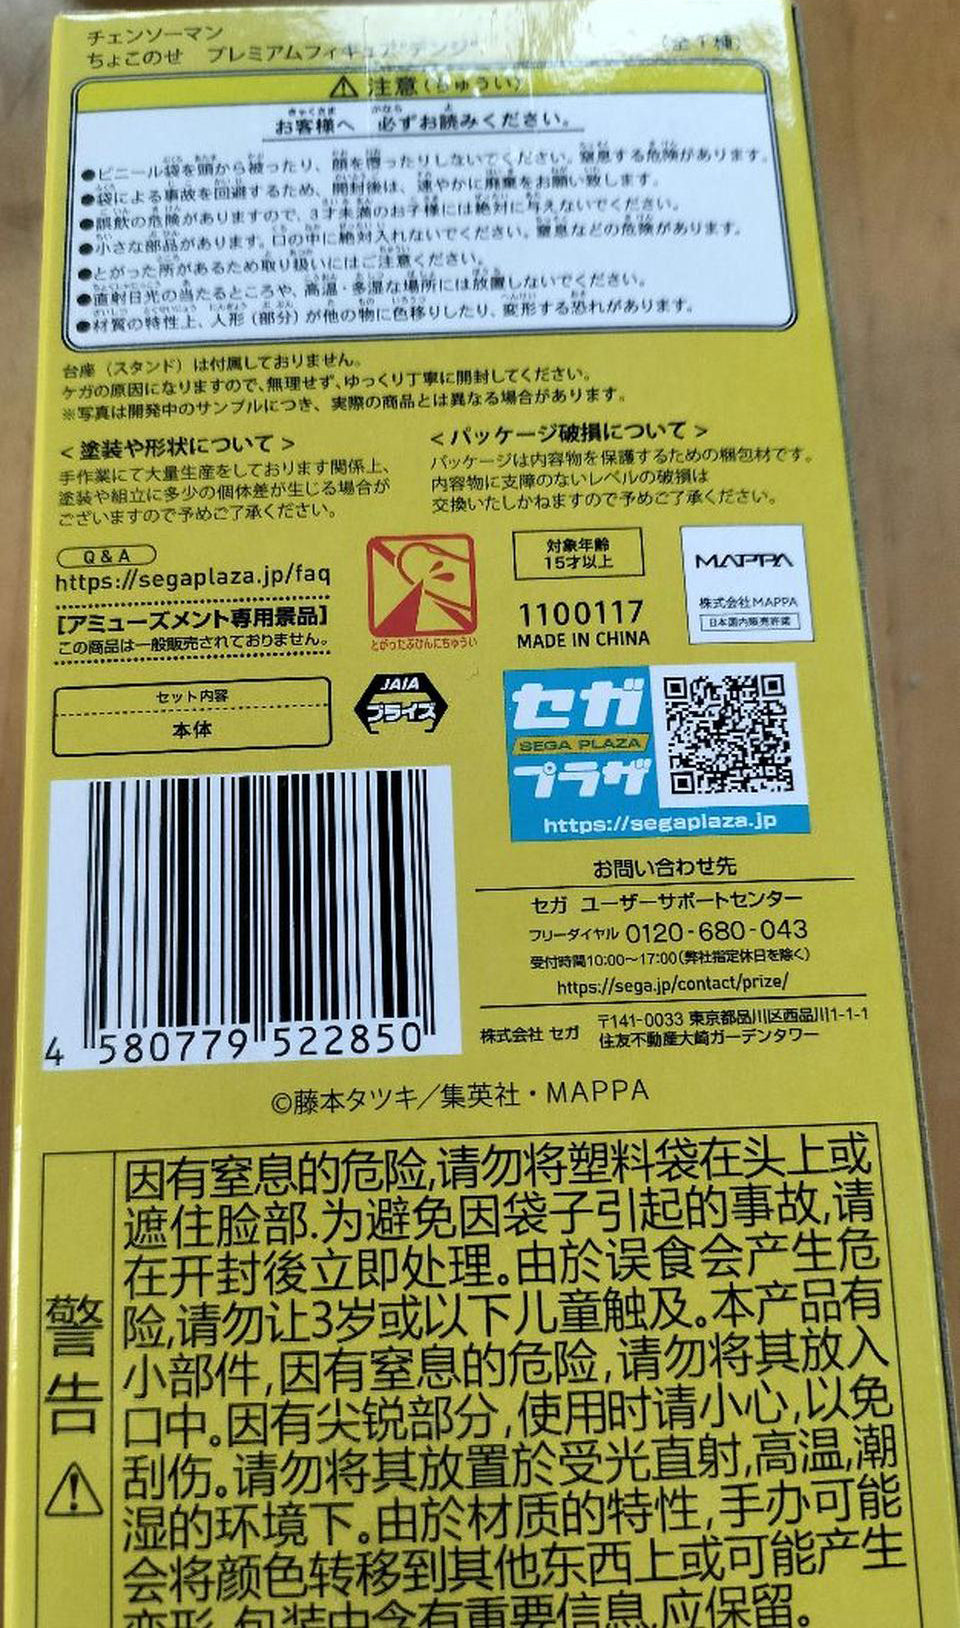 チェンソーマン
ちょこのせ プレミアムフィギュア"デンジ" (全1種)
⚠ 注意(ちゅうい)
お客様へ 必ずお読みください。
●ビニール袋を頭から被ったり、顔を覆ったりしないでください。窒息する危険があります。
●袋による事故を回避するため、開封後は、速やかに廃棄をお願い致します。
●誤飲の危険がありますので、3才未満のお子様には絶対に与えないでください。
●小さな部品があります。口の中に絶対入れないでください。窒息などの危険があります。
●とがった所があるため取り扱いにはご注意ください。
●直射日光の当たるところや、高温・多湿な場所には放置しないでください。
●材質の特性上、人形(部分)が他の物に色移りしたり、変形する恐れがあります。
台座(スタンド)は付属しておりません。
ケガの原因になりますので、無理せず、ゆっくり丁寧に開封してください。
※写真は開発中のサンプルにつき、実際の商品とは異なる場合があります。
<塗装や形状について>
手作業にて大量生産をしております関係上、
塗装や組立に多少の個体差が生じる場合が
ございますので予めご了承ください。
<パッケージ破損について>
パッケージは内容物を保護するための梱包材です。
内容物に支障のないレベルの破損は
交換いたしかねますので予めご了承ください。
Q&A
https://segaplaza.jp/faq
[アミューズメント専用景品]
この商品は一般販売されておりません。
とがったぶひんにちゅうい
対象年齢
15才以上
1100117
MADE IN CHINA
MAPPA
株式会社MAPPA
日本国内販売許諾
セット内容
本体
JAIA
プライズ
セガ
SEGA PLAZA
プラザ
https://segaplaza.jp
4 580779 522850
お問い合わせ先
セガ ユーザーサポートセンター
フリーダイヤル 0120-680-043
受付時間10:00〜17:00(弊社指定休日を除く)
https://sega.jp/contact/prize/
株式会社 セガ 〒141-0033 東京都品川区西品川1-1-1
住友不動産大崎ガーデンタワー
©藤本タツキ/集英社・MAPPA
警告⚠
因有窒息的危险,请勿将塑料袋在头上或
遮住脸部.为避免因袋子引起的事故,请
在开封後立即处理。由於误食会产生危
险,请勿让3岁或以下儿童触及。本产品有
小部件,因有窒息的危险,请勿将其放入
口中。因有尖锐部分,使用时请小心,以免
刮伤。请勿将其放置於受光直射,高温,潮
湿的环境下。由於材质的特性,手办可能
会将颜色转移到其他东西上或可能产生
变形,包装中含有重要信息,应保留。